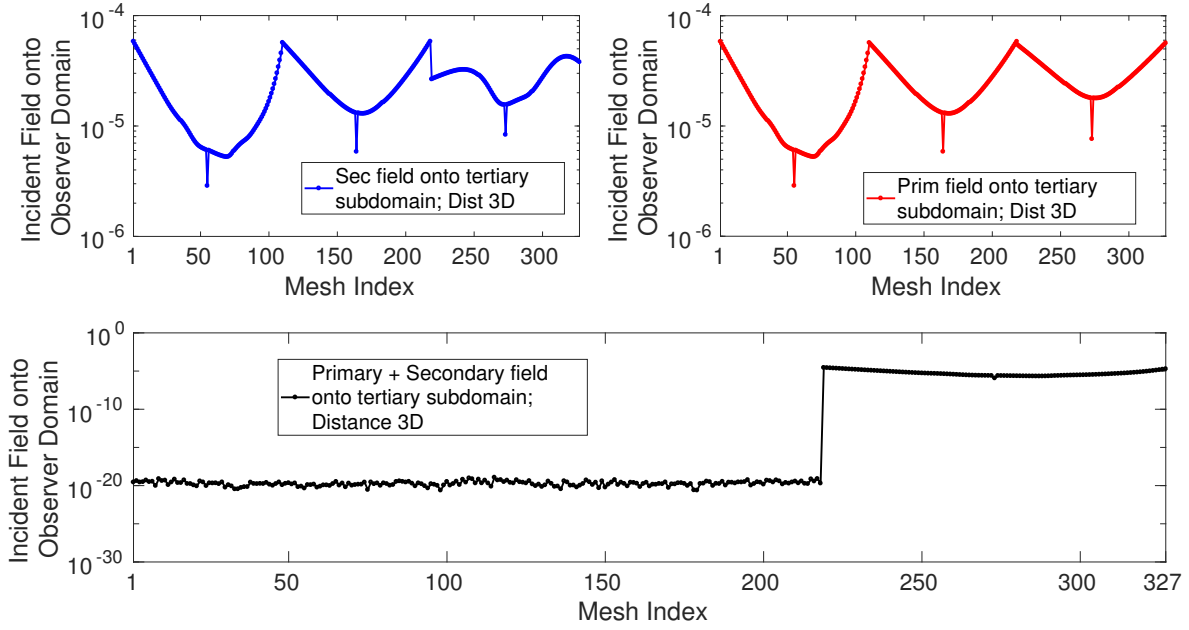 Incident Field onto
Observer Domain
10^-4
10^-5
10^-6
1
50
100
150
200
250
300
Mesh Index
Sec field onto tertiary
subdomain; Dist 3D
Incident Field onto
Observer Domain
10^-4
10^-5
10^-6
1
50
100
150
200
250
300
Mesh Index
Prim field onto tertiary
subdomain; Dist 3D
Incident Field onto
Observer Domain
10^0
10^-10
10^-20
10^-30
1
50
100
150
200
250
300
327
Mesh Index
Primary + Secondary field
onto tertiary subdomain;
Distance 3D